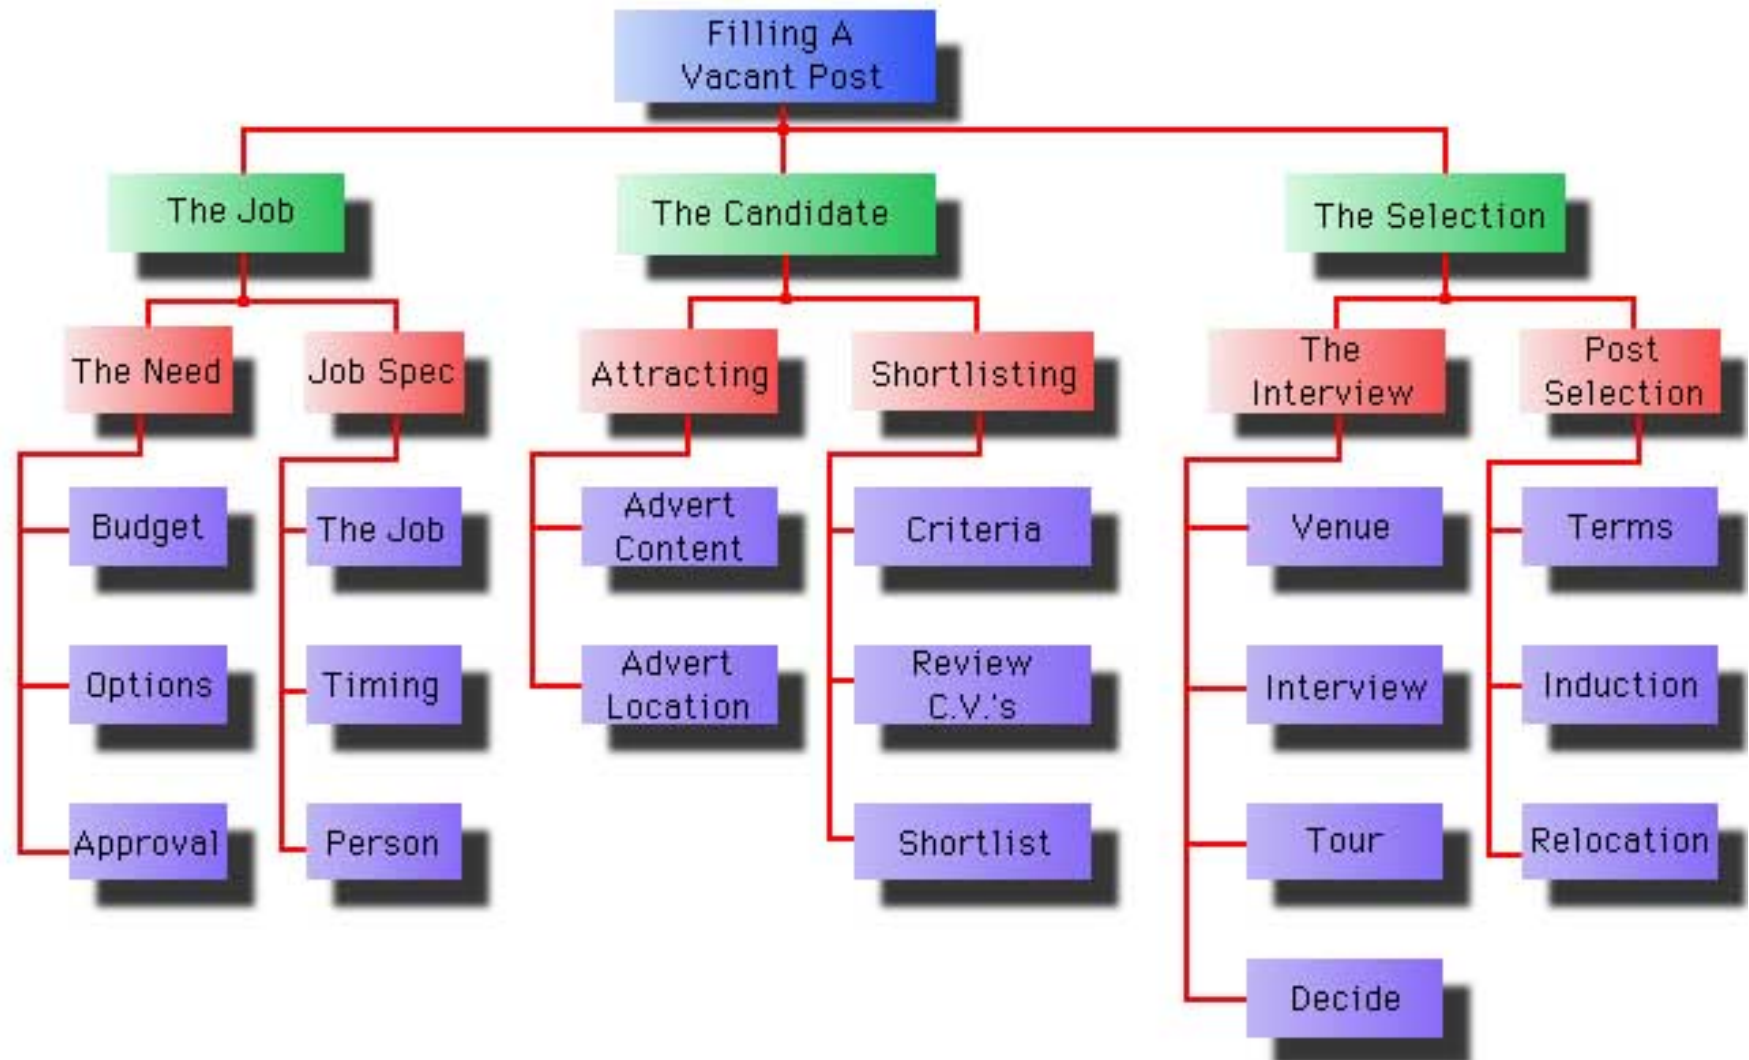 Filling A
Vacant Post
The Job
The Candidate
The Selection
The Need
Job Spec
Attracting
Shortlisting
The
Interview
Post
Selection
Budget
The Job
Advert
Content
Criteria
Venue
Terms
Options
Timing
Advert
Location
Review
C.V.'s
Interview
Induction
Approval
Person
Shortlist
Tour
Relocation
Decide